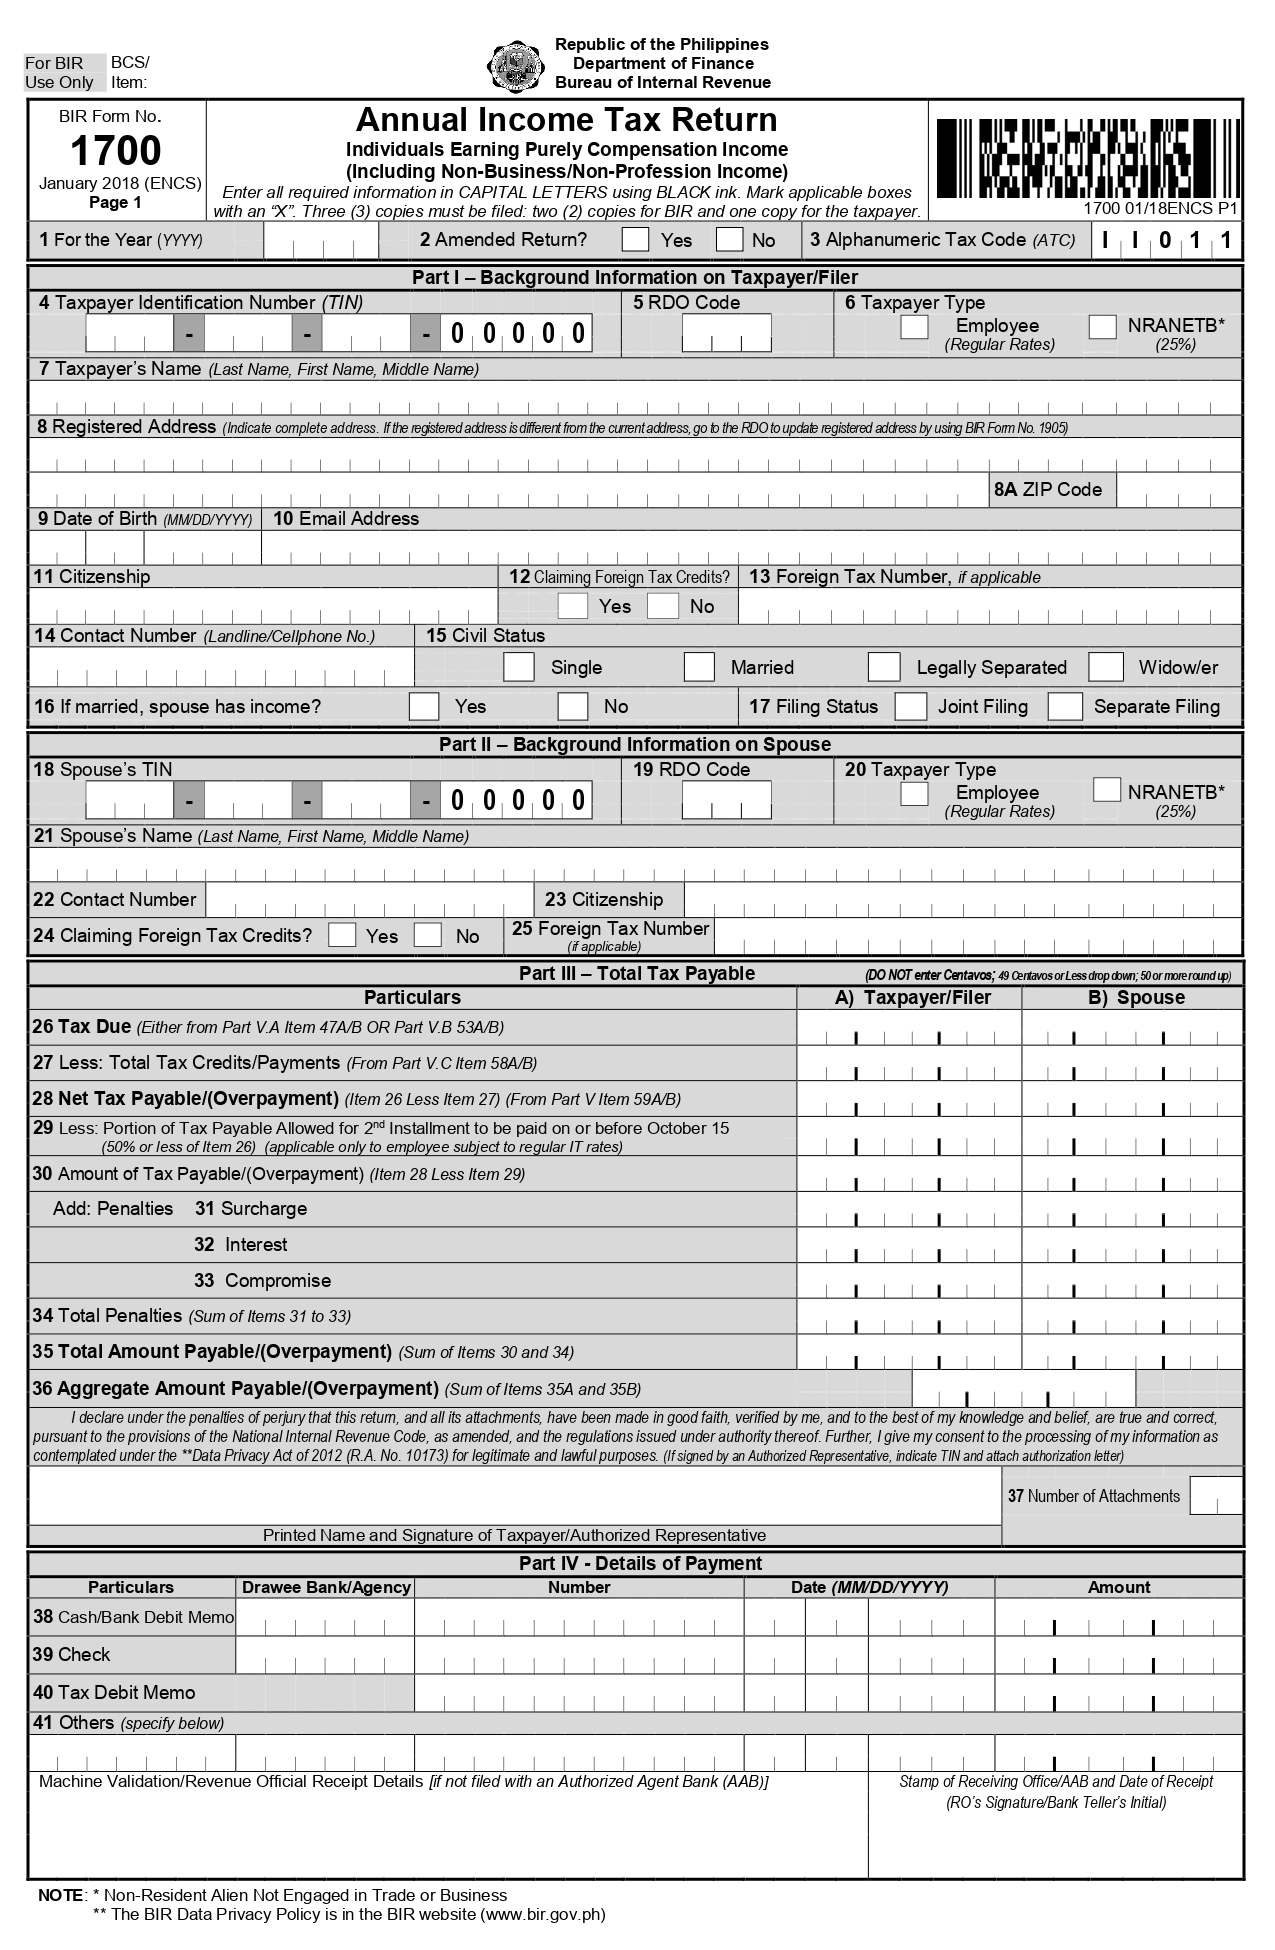 For BIR BCS/
Use Only Item:
Republic of the Philippines
Department of Finance
Bureau of Internal Revenue
BIR Form No.
1700
January 2018 (ENCS)
Page 1
Annual Income Tax Return
Individuals Earning Purely Compensation Income
(Including Non-Business/Non-Profession Income)
Enter all required information in CAPITAL LETTERS using BLACK ink. Mark applicable boxes
with an “X”. Three (3) copies must be filed: two (2) copies for BIR and one copy for the taxpayer.
1700 01/18ENCS P1
1 For the Year (YYYY) 2 Amended Return? Yes No 3 Alphanumeric Tax Code (ATC) I I 0 1 1
Part I – Background Information on Taxpayer/Filer
4 Taxpayer Identification Number (TIN) 5 RDO Code 6 Taxpayer Type
- - - 0 0 0 0 0 Employee NRANETB*
(Regular Rates) (25%)
7 Taxpayer’s Name (Last Name, First Name, Middle Name)
8 Registered Address (Indicate complete address. If the registered address is different from the current address, go to the RDO to update registered address by using BIR Form No. 1905)
8A ZIP Code
9 Date of Birth (MM/DD/YYYY) 10 Email Address
11 Citizenship 12 Claiming Foreign Tax Credits? 13 Foreign Tax Number, if applicable
Yes No
14 Contact Number (Landline/Cellphone No.) 15 Civil Status
Single Married Legally Separated Widow/er
16 If married, spouse has income? Yes No 17 Filing Status Joint Filing Separate Filing
Part II – Background Information on Spouse
18 Spouse’s TIN 19 RDO Code 20 Taxpayer Type
- - - 0 0 0 0 0 Employee NRANETB*
(Regular Rates) (25%)
21 Spouse’s Name (Last Name, First Name, Middle Name)
22 Contact Number 23 Citizenship
24 Claiming Foreign Tax Credits? Yes No 25 Foreign Tax Number
(if applicable)
Part III – Total Tax Payable (DO NOT enter Centavos; 49 Centavos or Less drop down; 50 or more round up)
Particulars A) Taxpayer/Filer B) Spouse
26 Tax Due (Either from Part V.A Item 47A/B OR Part V.B 53A/B)
27 Less: Total Tax Credits/Payments (From Part V.C Item 58A/B)
28 Net Tax Payable/(Overpayment) (Item 26 Less Item 27) (From Part V Item 59A/B)
29 Less: Portion of Tax Payable Allowed for 2nd Installment to be paid on or before October 15
(50% or less of Item 26) (applicable only to employee subject to regular IT rates)
30 Amount of Tax Payable/(Overpayment) (Item 28 Less Item 29)
Add: Penalties 31 Surcharge
32 Interest
33 Compromise
34 Total Penalties (Sum of Items 31 to 33)
35 Total Amount Payable/(Overpayment) (Sum of Items 30 and 34)
36 Aggregate Amount Payable/(Overpayment) (Sum of Items 35A and 35B)
I declare under the penalties of perjury that this return, and all its attachments, have been made in good faith, verified by me, and to the best of my knowledge and belief, are true and correct,
pursuant to the provisions of the National Internal Revenue Code, as amended, and the regulations issued under authority thereof. Further, I give my consent to the processing of my information as
contemplated under the **Data Privacy Act of 2012 (R.A. No. 10173) for legitimate and lawful purposes. (If signed by an Authorized Representative, indicate TIN and attach authorization letter)
37 Number of Attachments
Printed Name and Signature of Taxpayer/Authorized Representative
Part IV - Details of Payment
Particulars Drawee Bank/Agency Number Date (MM/DD/YYYY) Amount
38 Cash/Bank Debit Memo
39 Check
40 Tax Debit Memo
41 Others (specify below)
Machine Validation/Revenue Official Receipt Details [if not filed with an Authorized Agent Bank (AAB)] Stamp of Receiving Office/AAB and Date of Receipt
(RO’s Signature/Bank Teller’s Initial)
NOTE: * Non-Resident Alien Not Engaged in Trade or Business
** The BIR Data Privacy Policy is in the BIR website (www.bir.gov.ph)